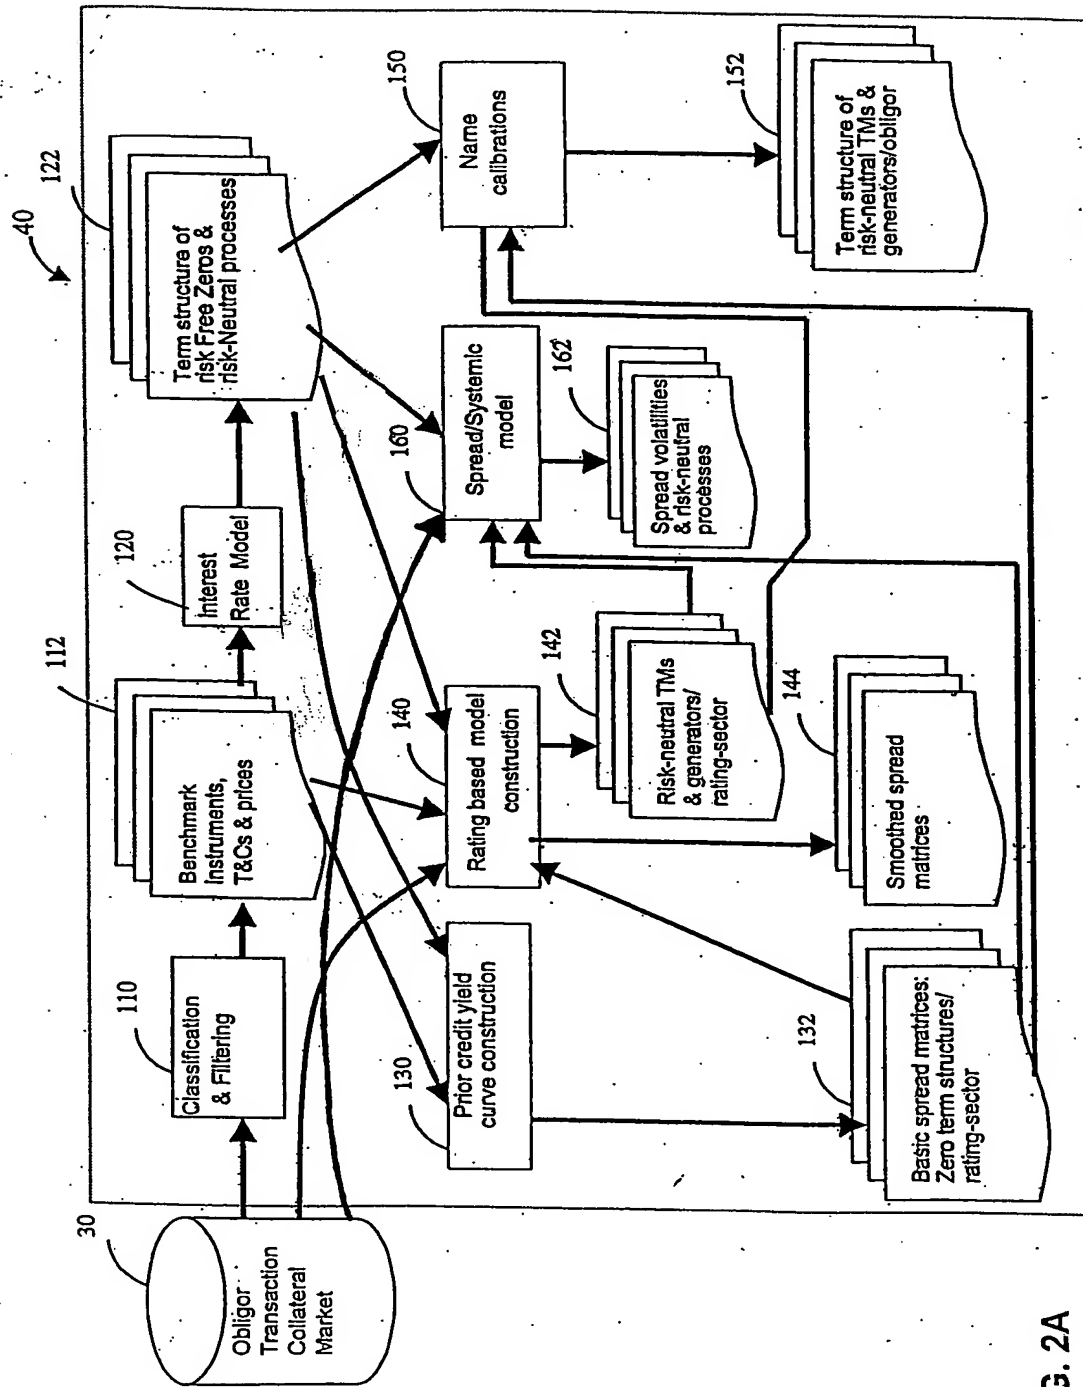 40
30
Obligor
Transaction
Collateral
Market
110
Classification
& Filtering
112
Benchmark
Instruments,
T&Cs & prices
120
Interest
Rate Model
122
Term structure of
risk Free Zeros &
risk-Neutral processes
130
Prior credit yield
curve construction
140
Rating based model
construction
160
Spread/Systemic
model
150
Name
calibrations
132
Basic spread matrices:
Zero term structures/
rating-sector
142
Risk-neutral TMs
& generators/
rating-sector
144
Smoothed spread
matrices
162
Spread volatilities
& risk-neutral
processes
152
Term structure of
risk-neutral TMs &
generators/obligor
G. 2A